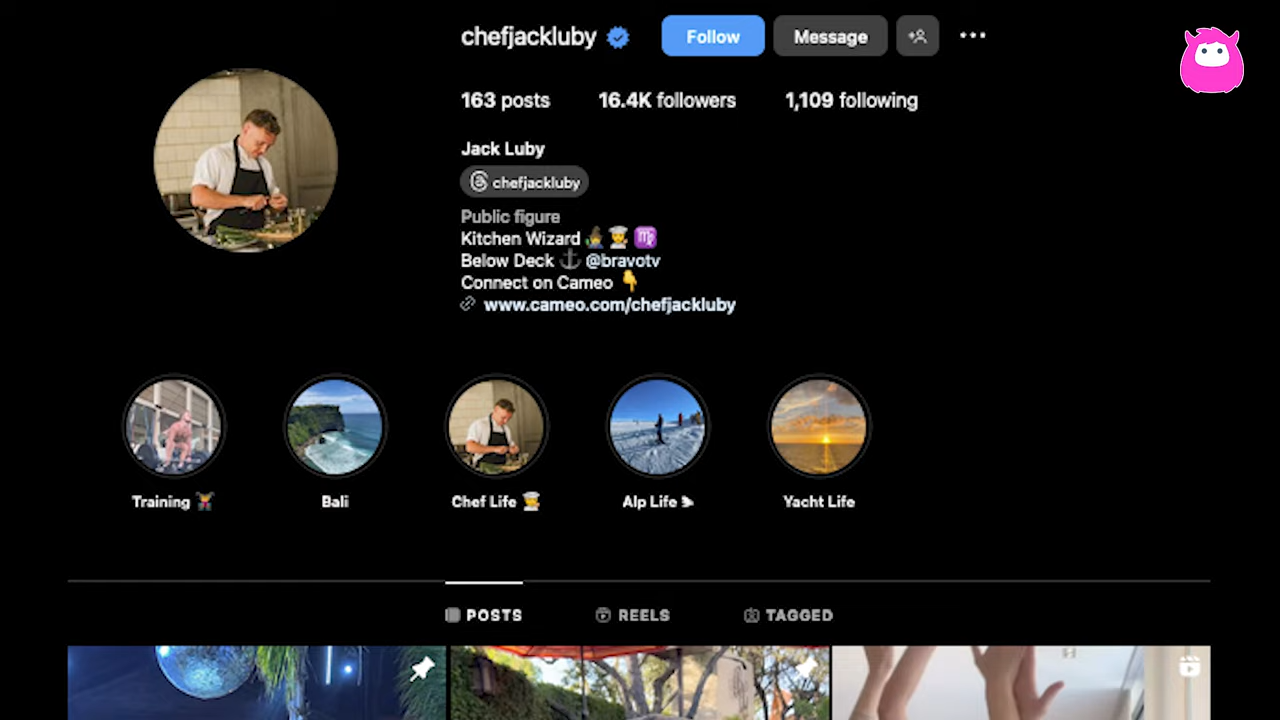 chefjackluby Follow Message
163 posts 16.4K followers 1,109 following
Jack Luby
chefjackluby
Public figure
Kitchen Wizard 🧙‍♂️ 👨‍🍳 ♍
Below Deck ⚓ @bravotv
Connect on Cameo 👇
www.cameo.com/chefjackluby
Training 🏋️ Bali Chef Life 👨‍🍳 Alp Life Yacht Life
POSTS REELS TAGGED